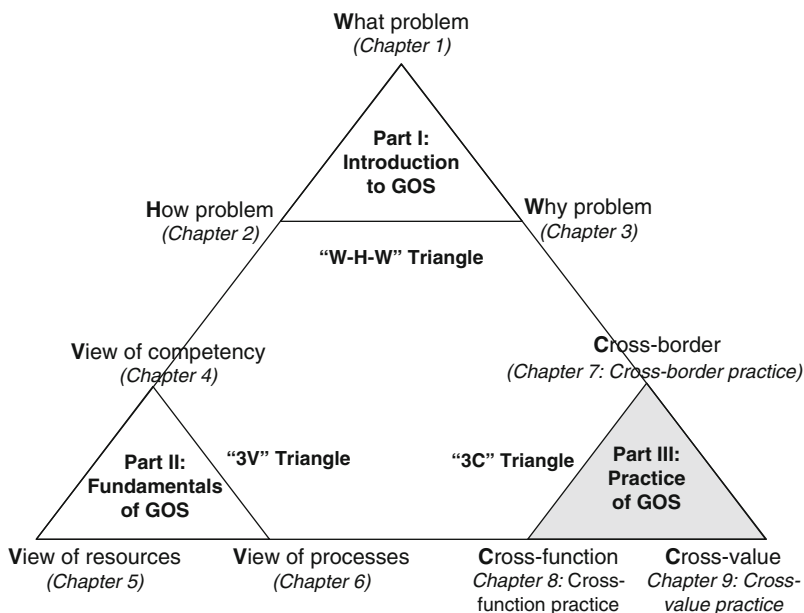 What problem
(Chapter 1)
Part I:
Introduction
to GOS
How problem
(Chapter 2)
Why problem
(Chapter 3)
“W-H-W” Triangle
View of competency
(Chapter 4)
Cross-border
(Chapter 7: Cross-border practice)
Part II:
Fundamentals
of GOS
“3V” Triangle
“3C” Triangle
Part III:
Practice
of GOS
View of resources
(Chapter 5)
View of processes
(Chapter 6)
Cross-function
Chapter 8: Cross-
function practice
Cross-value
Chapter 9: Cross-
value practice